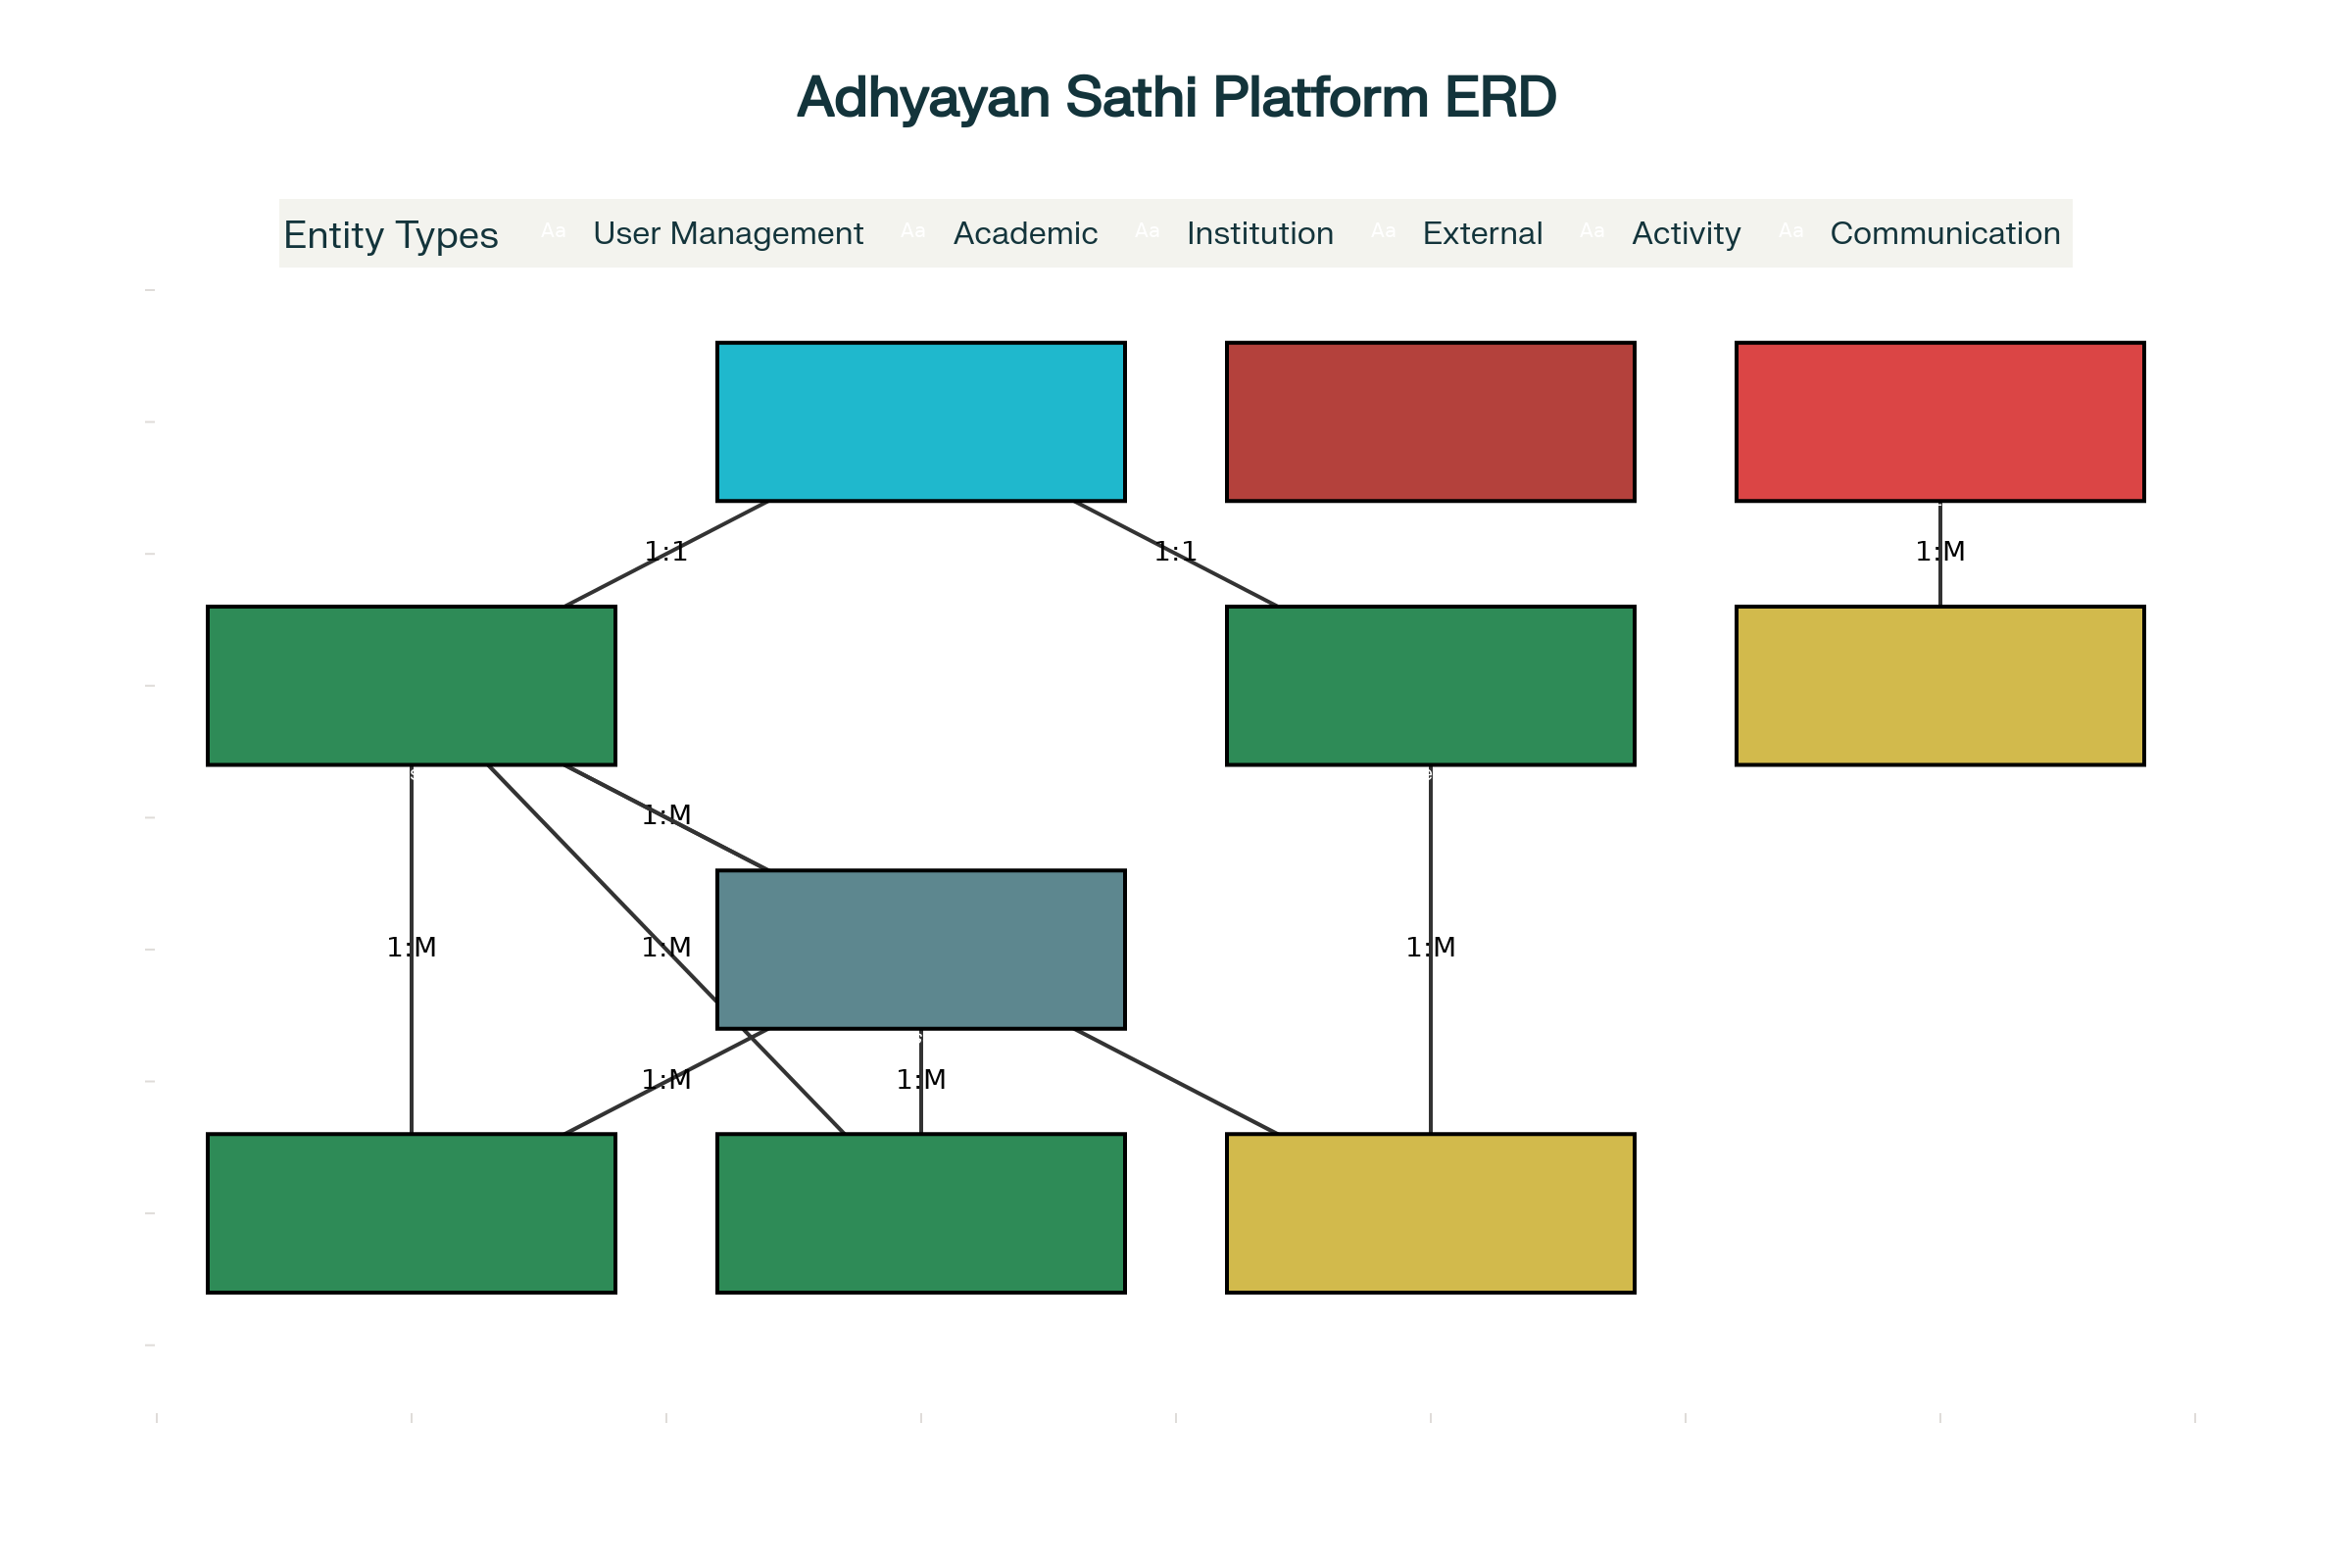 Adhyayan Sathi Platform ERD
Entity Types Aa User Management Aa Academic Aa Institution Aa External Aa Activity Aa Communication
1:1 1:1 1:M
1:M
1:M 1:M 1:M
1:M 1:M